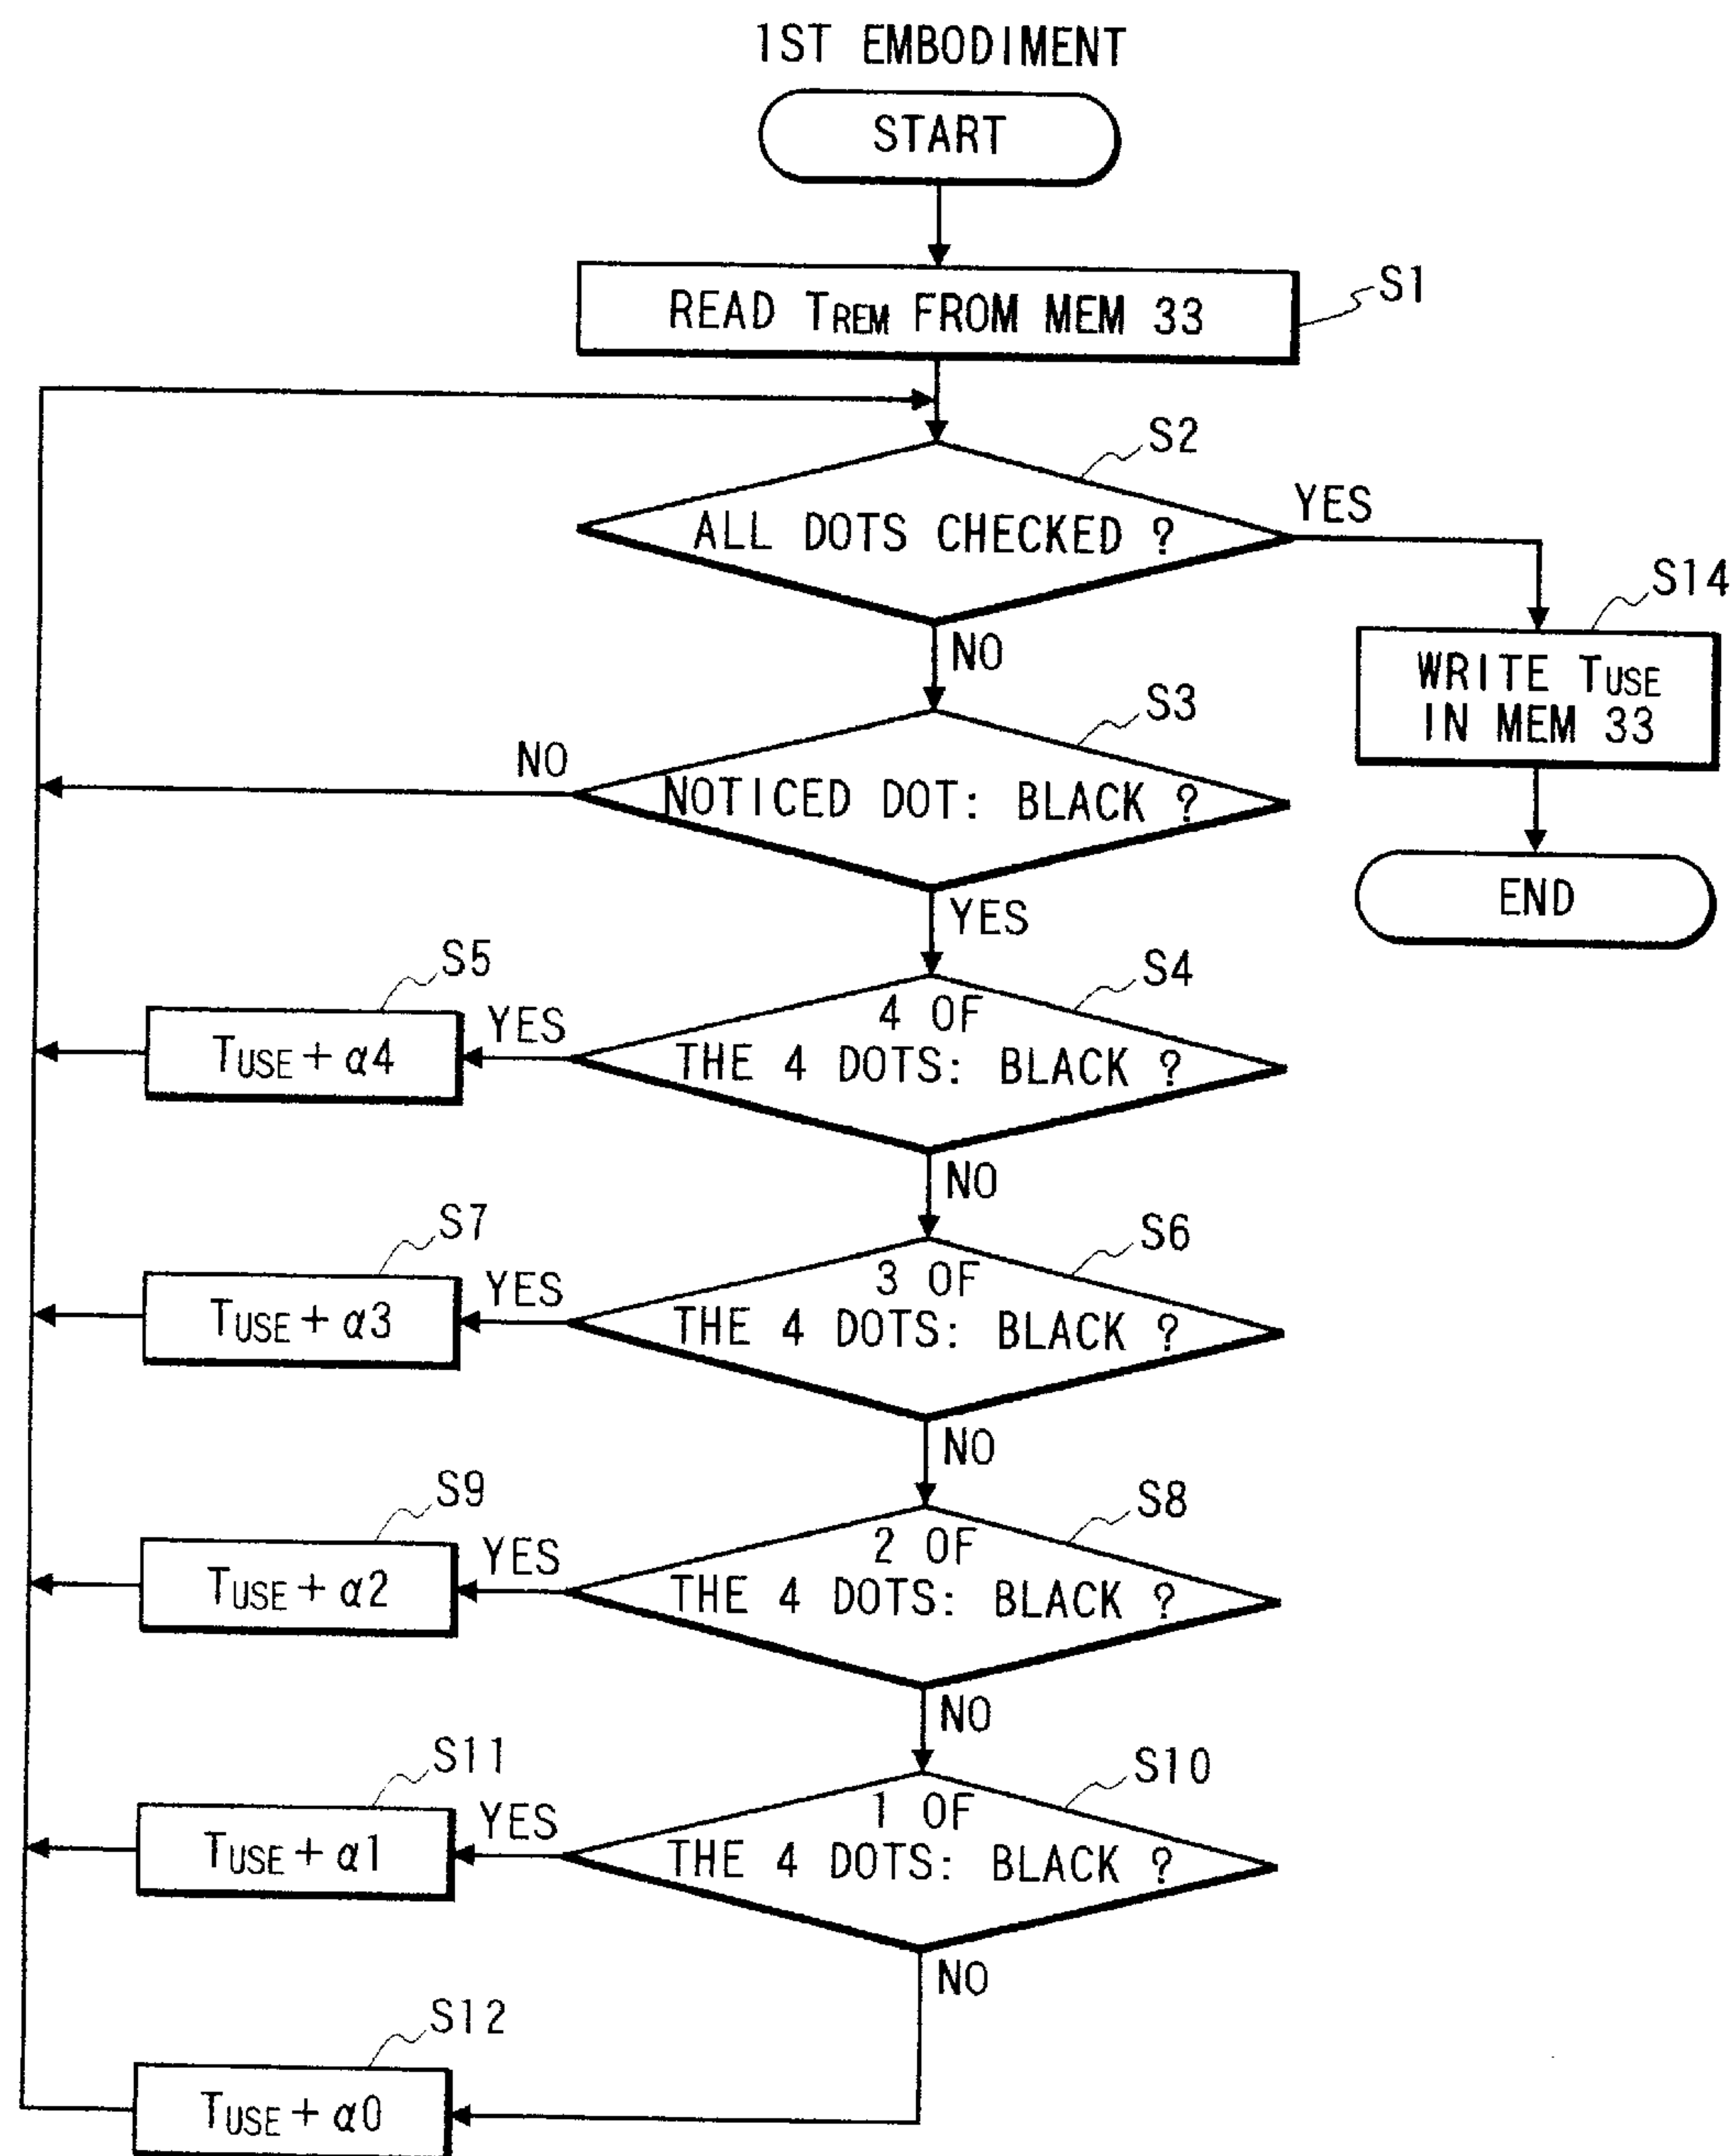 1ST EMBODIMENT
START
READ TREM FROM MEM 33
S1
S2
ALL DOTS CHECKED ?
YES
NO
S14
WRITE TUSE
IN MEM 33
END
S3
NOTICED DOT: BLACK ?
NO
YES
S4
4 OF
THE 4 DOTS: BLACK ?
YES
S5
TUSE + α4
NO
S6
3 OF
THE 4 DOTS: BLACK ?
YES
S7
TUSE + α3
NO
S8
2 OF
THE 4 DOTS: BLACK ?
YES
S9
TUSE + α2
NO
S10
1 OF
THE 4 DOTS: BLACK ?
YES
S11
TUSE + α1
NO
S12
TUSE + α0